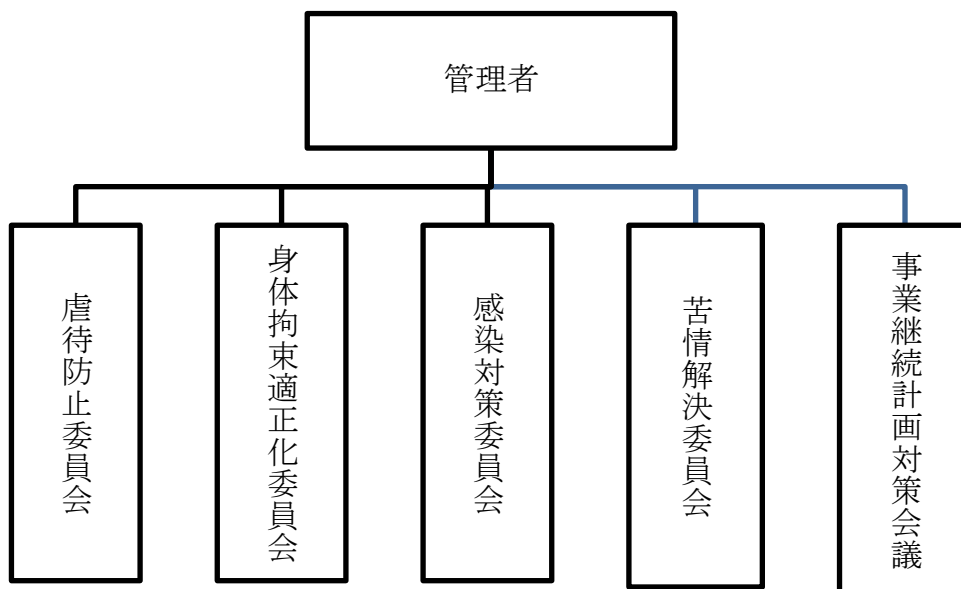 管理者
虐待防止委員会
身体拘束適正化委員会
感染対策委員会
苦情解決委員会
事業継続計画対策会議